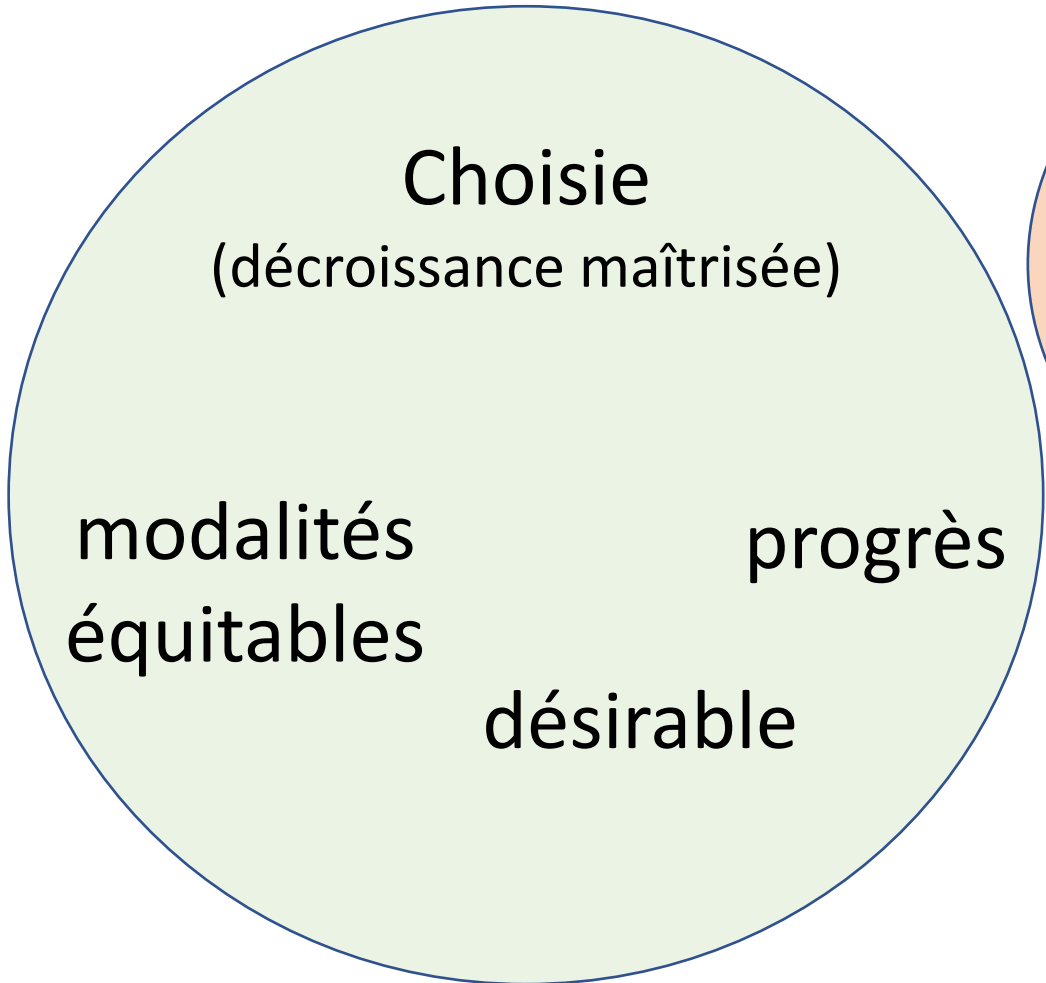 Choisie
(décroissance maîtrisée)
modalités
équitables
progrès
désirable